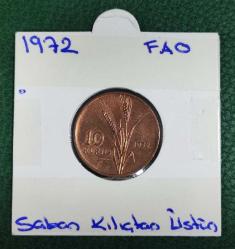 1972 FAO
10
KURUŞ 1972
Saban Kılıçtan Üstün